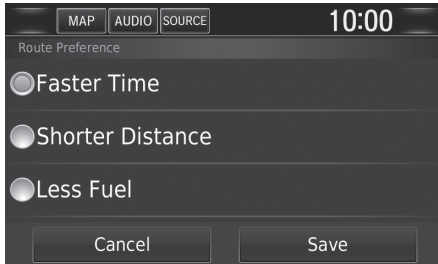 MAP AUDIO SOURCE 10:00
Route Preference
Faster Time
Shorter Distance
Less Fuel
Cancel Save